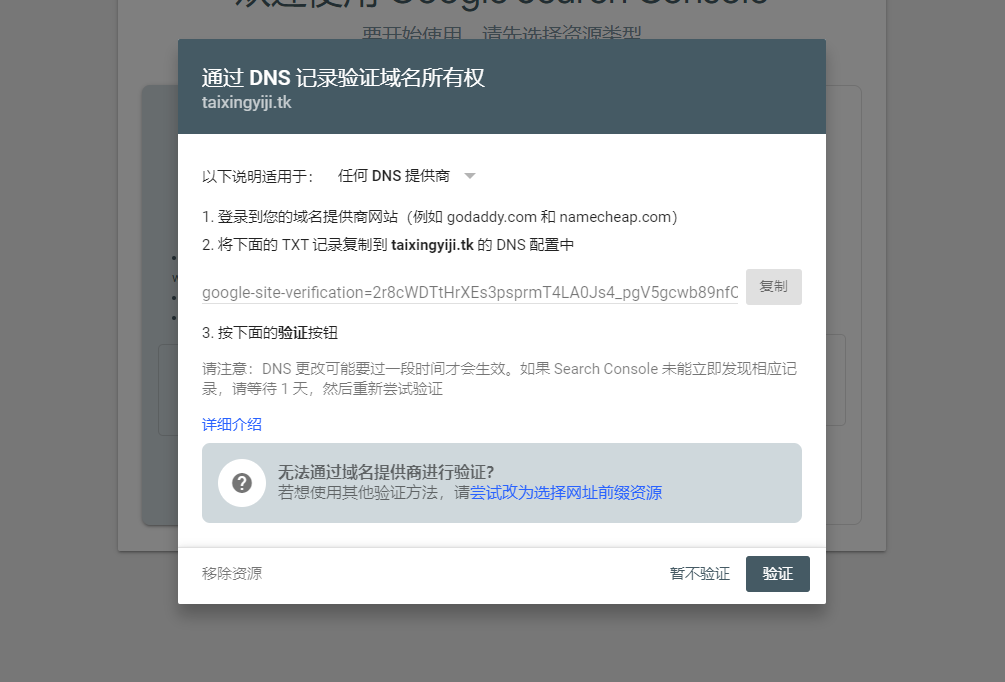 欢迎使用 Google Search Console
要开始使用，请先选择资源类型
通过 DNS 记录验证域名所有权
taixingyiji.tk
以下说明适用于： 任何 DNS 提供商
1. 登录到您的域名提供商网站（例如 godaddy.com 和 namecheap.com）
2. 将下面的 TXT 记录复制到 taixingyiji.tk 的 DNS 配置中
google-site-verification=2r8cWDTtHrXEs3psprmT4LA0Js4_pgV5gcwb89nfC 复制
3. 按下面的验证按钮
请注意：DNS 更改可能要过一段时间才会生效。如果 Search Console 未能立即发现相应记
录，请等待 1 天，然后重新尝试验证
详细介绍
无法通过域名提供商进行验证?
若想使用其他验证方法，请尝试改为选择网址前缀资源
移除资源 暂不验证 验证